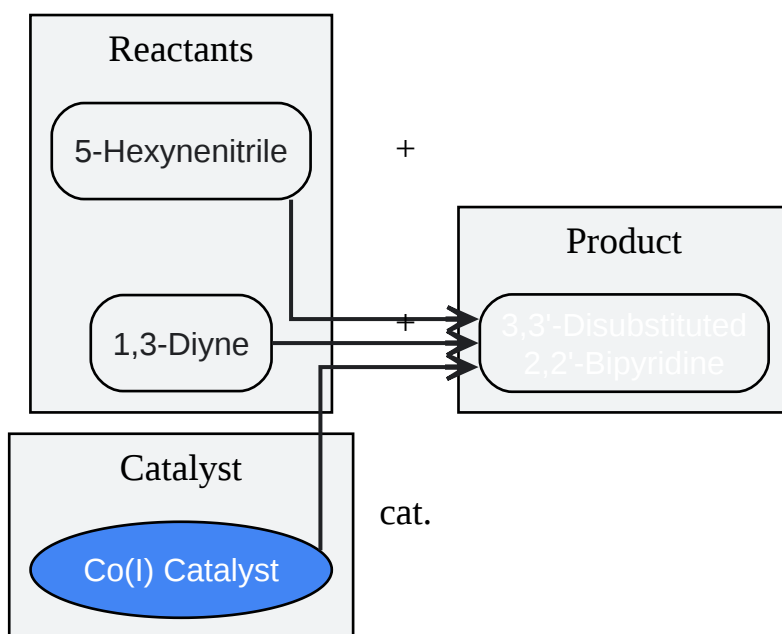 Reactants
5-Hexynenitrile
+
Product
1,3-Diyne
+
3,3'-Disubstituted
2,2'-Bipyridine
Catalyst
cat.
Co(I) Catalyst